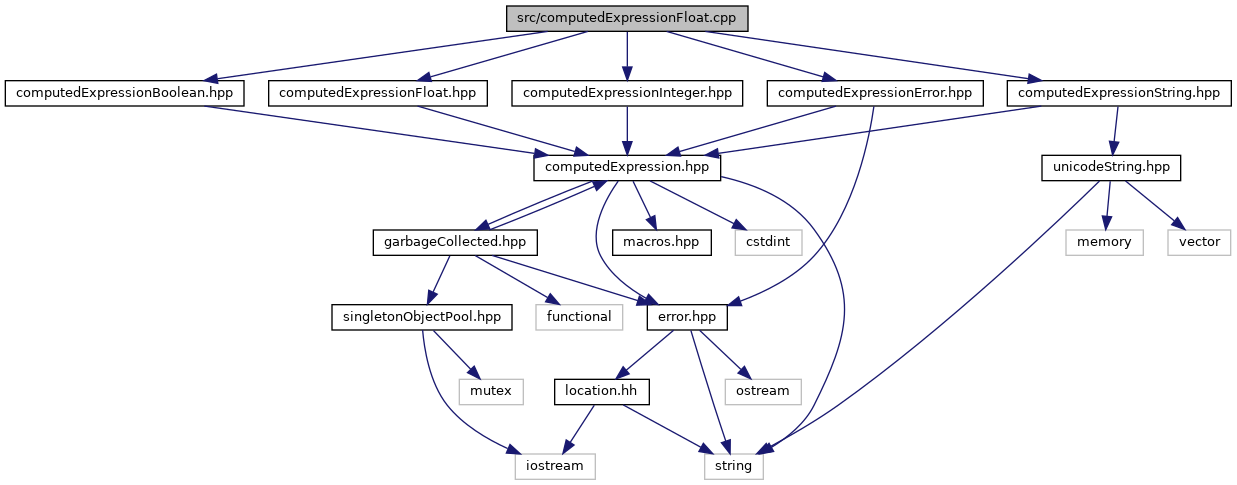 src/computedExpressionFloat.cpp
computedExpressionBoolean.hpp
computedExpressionFloat.hpp
computedExpressionInteger.hpp
computedExpressionError.hpp
computedExpressionString.hpp
computedExpression.hpp
unicodeString.hpp
garbageCollected.hpp
macros.hpp
cstdint
memory
vector
singletonObjectPool.hpp
functional
error.hpp
mutex
location.hh
ostream
iostream
string